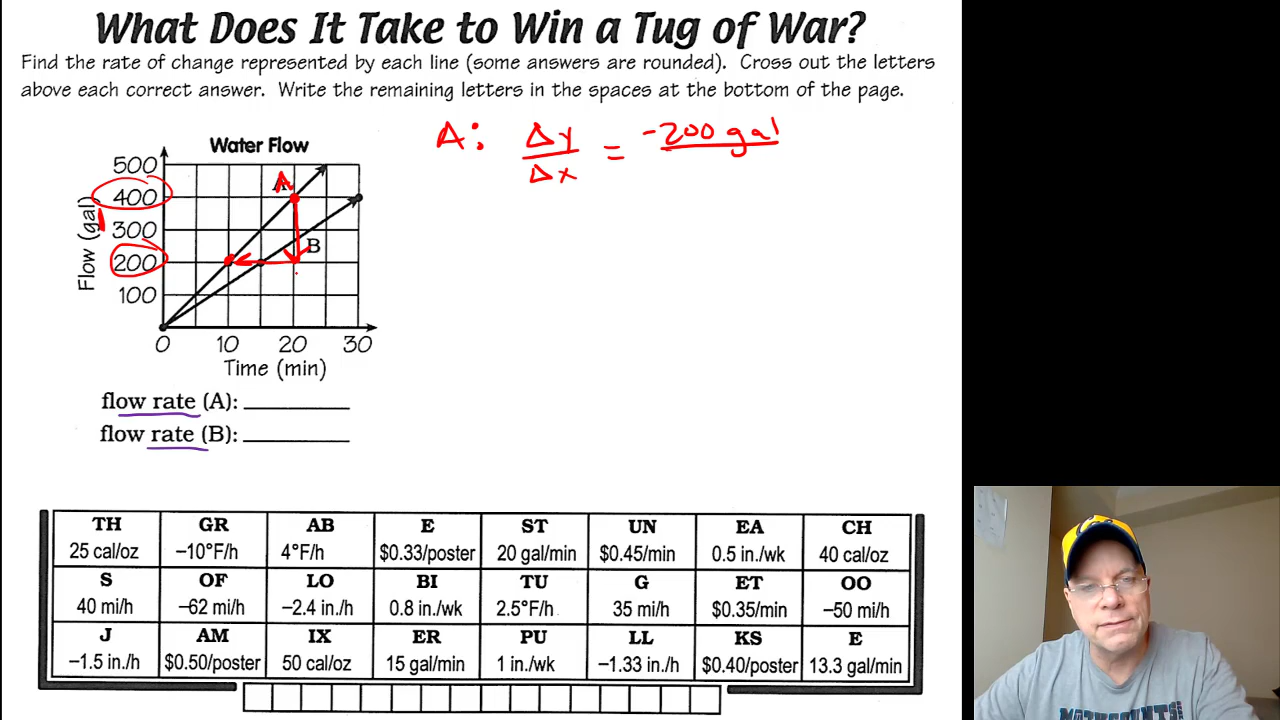 What Does It Take to Win a Tug of War?
Find the rate of change represented by each line (some answers are rounded). Cross out the letters
above each correct answer. Write the remaining letters in the spaces at the bottom of the page.
A: Δy/Δx = -200 gal
Water Flow
Flow (gal)
500
400
300
200
100
A
B
0 10 20 30
Time (min)
flow rate (A):
flow rate (B):
TH GR AB E ST UN EA CH
25 cal/oz −10°F/h 4°F/h $0.33/poster 20 gal/min $0.45/min 0.5 in./wk 40 cal/oz
S OF LO BI TU G ET OO
40 mi/h −62 mi/h −2.4 in./h 0.8 in./wk 2.5°F/h 35 mi/h $0.35/min −50 mi/h
J AM IX ER PU LL KS E
−1.5 in./h $0.50/poster 50 cal/oz 15 gal/min 1 in./wk −1.33 in./h $0.40/poster 13.3 gal/min